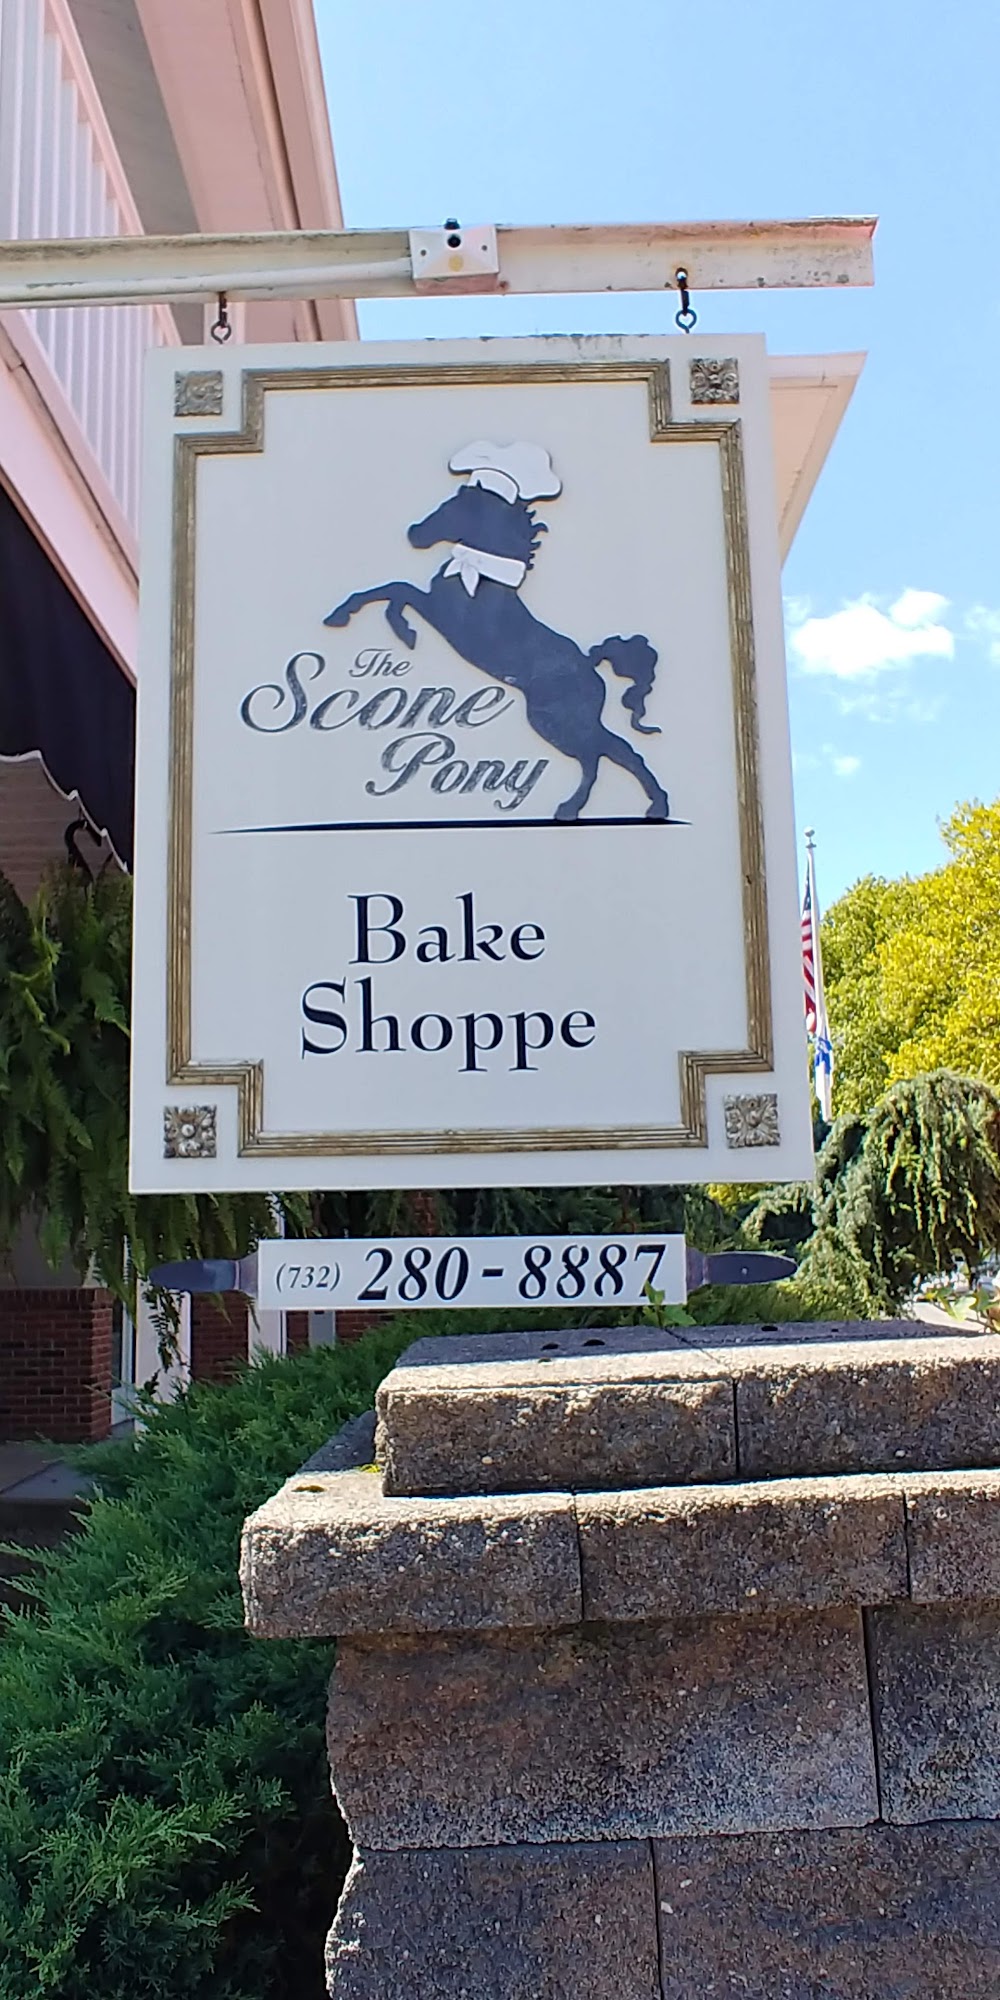 The
Scone
Pony
Bake
Shoppe
(732) 280-8887